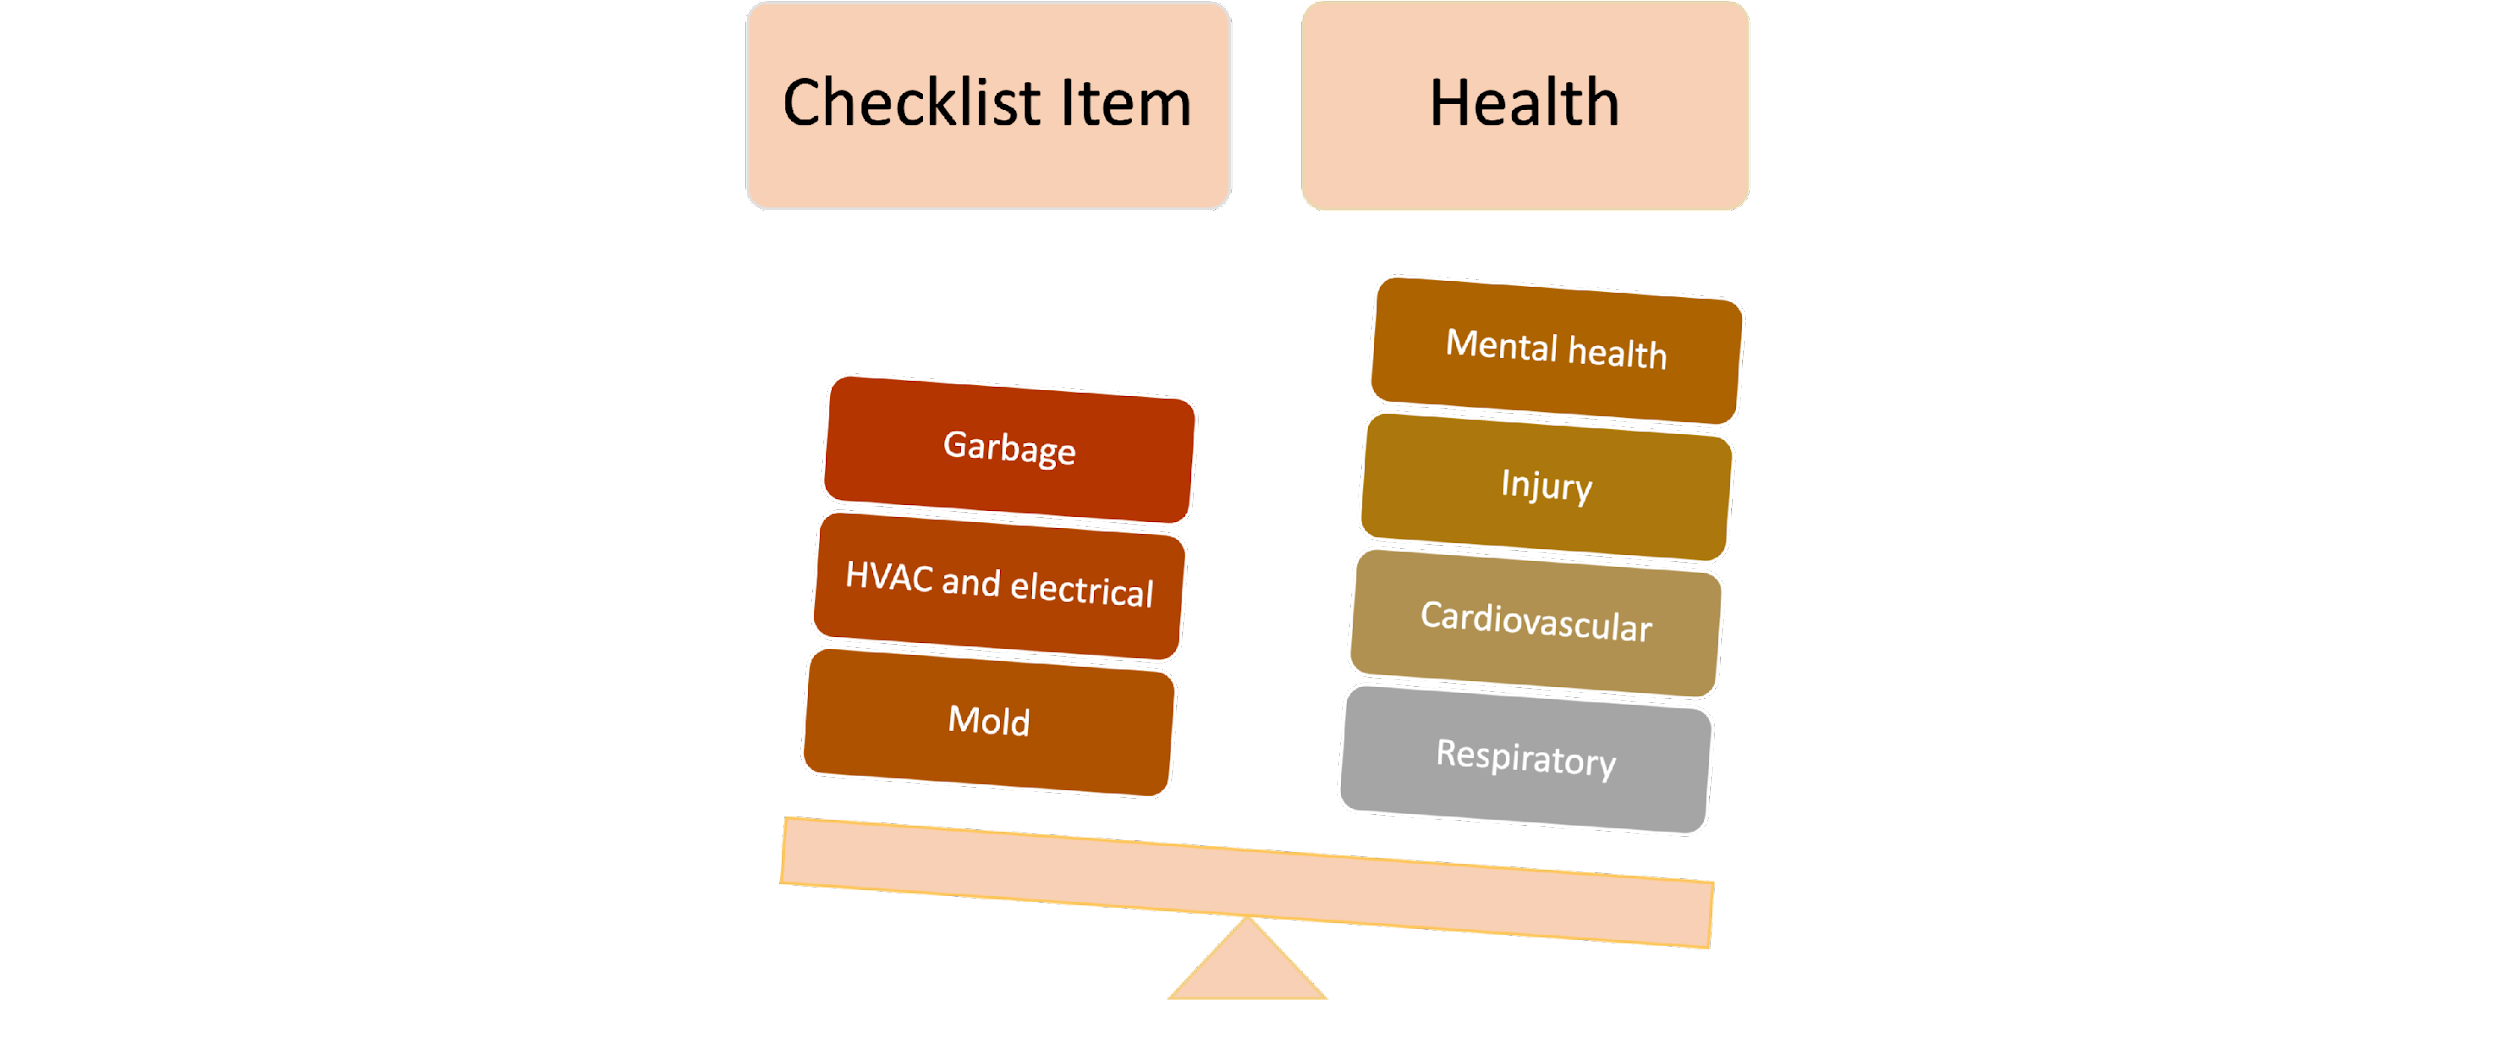 Checklist Item
Health
Garbage
HVAC and electrical
Mold
Mental health
Injury
Cardiovascular
Respiratory